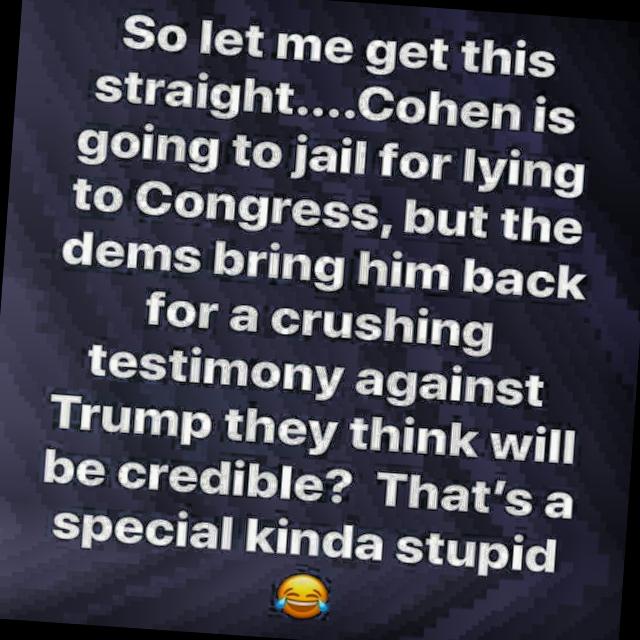 So let me get this
straight....Cohen is
going to jail for lying
to Congress, but the
dems bring him back
for a crushing
testimony against
Trump they think will
be credible? That's a
special kinda stupid
😂